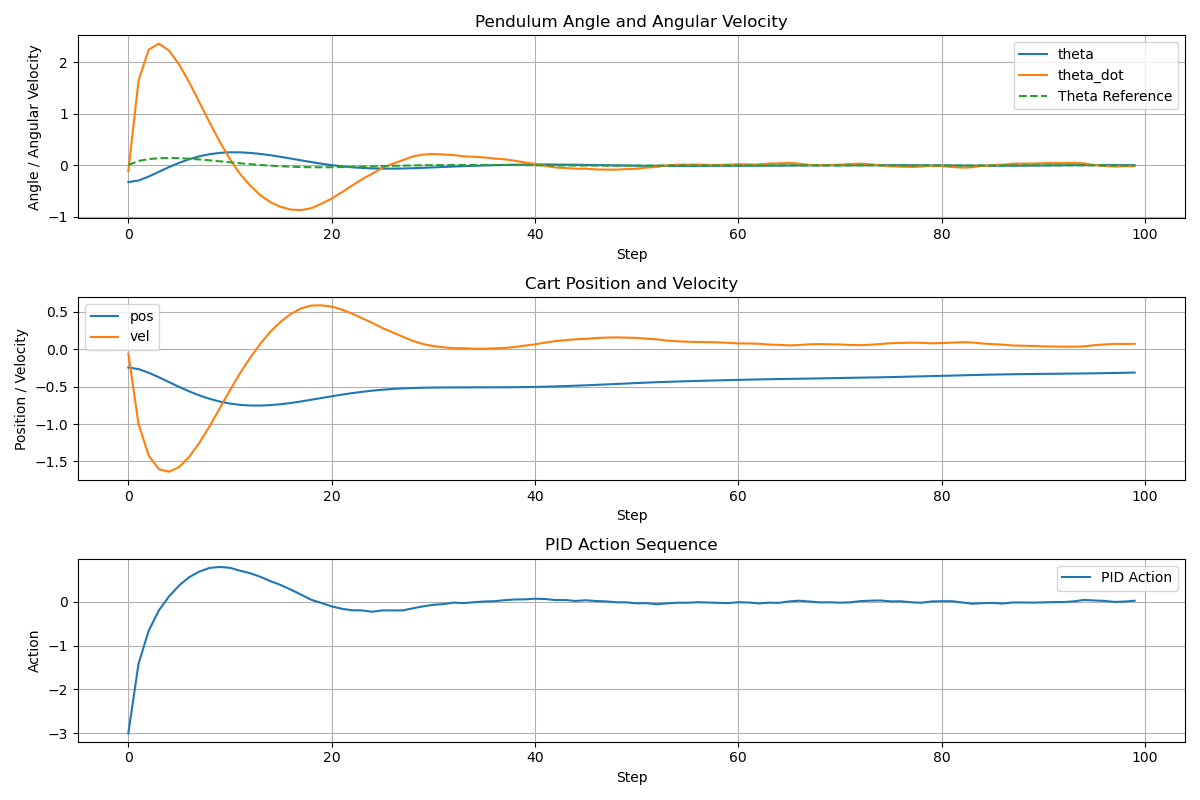 Pendulum Angle and Angular Velocity
Angle / Angular Velocity
2
1
0
−1
theta
theta_dot
Theta Reference
0 20 40 60 80 100
Step
Cart Position and Velocity
Position / Velocity
0.5
0.0
−0.5
−1.0
−1.5
pos
vel
0 20 40 60 80 100
Step
PID Action Sequence
Action
0
−1
−2
−3
PID Action
0 20 40 60 80 100
Step